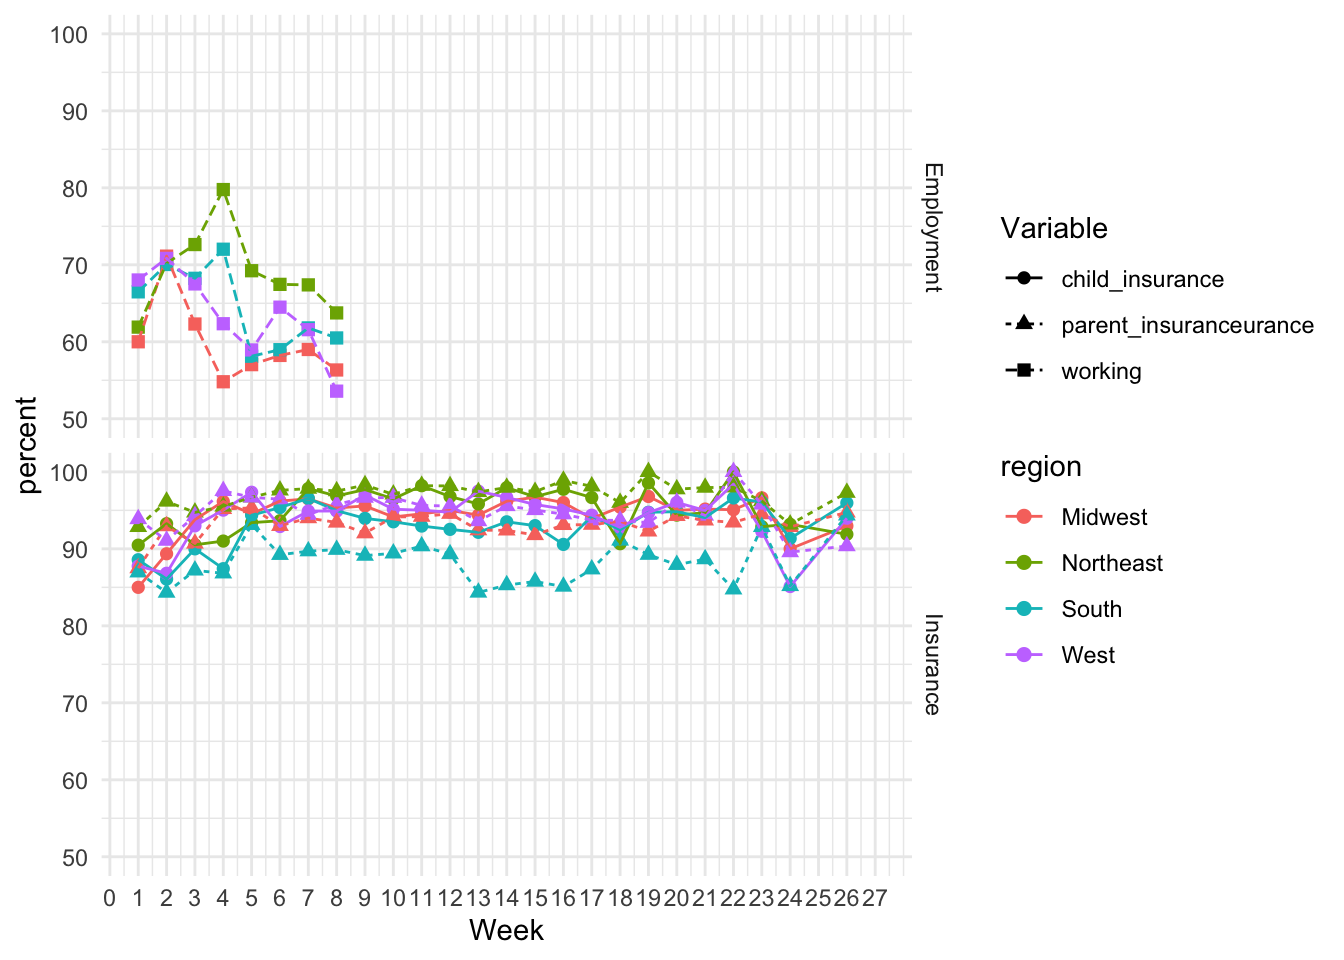 100
90
80
70
60
50
Employment
100
90
80
70
60
50
Insurance
0 1 2 3 4 5 6 7 8 9 10 11 12 13 14 15 16 17 18 19 20 21 22 23 24 25 26 27
Week
percent
Variable
child_insurance
parent_insuranceurance
working
region
Midwest
Northeast
South
West